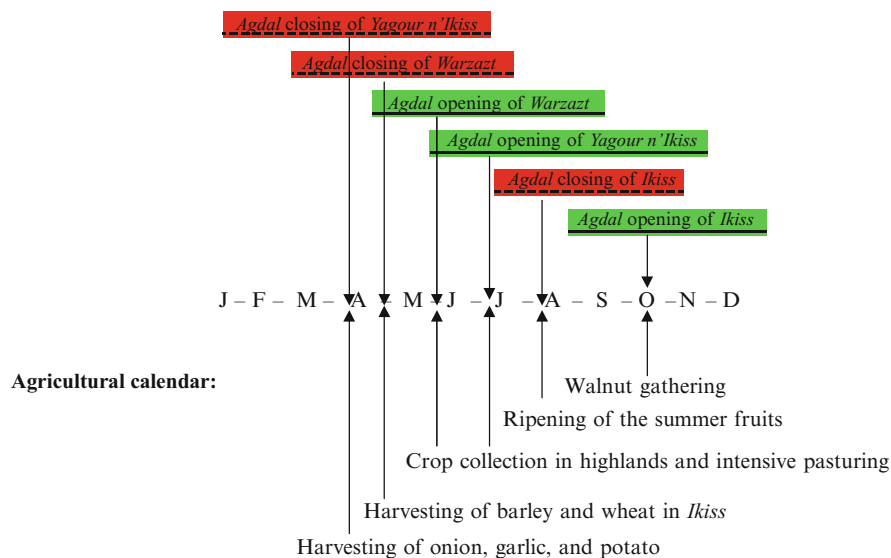 Agdal closing of Yagour n'Ikiss
Agdal closing of Warzazt
Agdal opening of Warzazt
Agdal opening of Yagour n'Ikiss
Agdal closing of Ikiss
Agdal opening of Ikiss
J – F – M – A – M – J – J – A – S – O – N – D
Agricultural calendar:
Walnut gathering
Ripening of the summer fruits
Crop collection in highlands and intensive pasturing
Harvesting of barley and wheat in Ikiss
Harvesting of onion, garlic, and potato